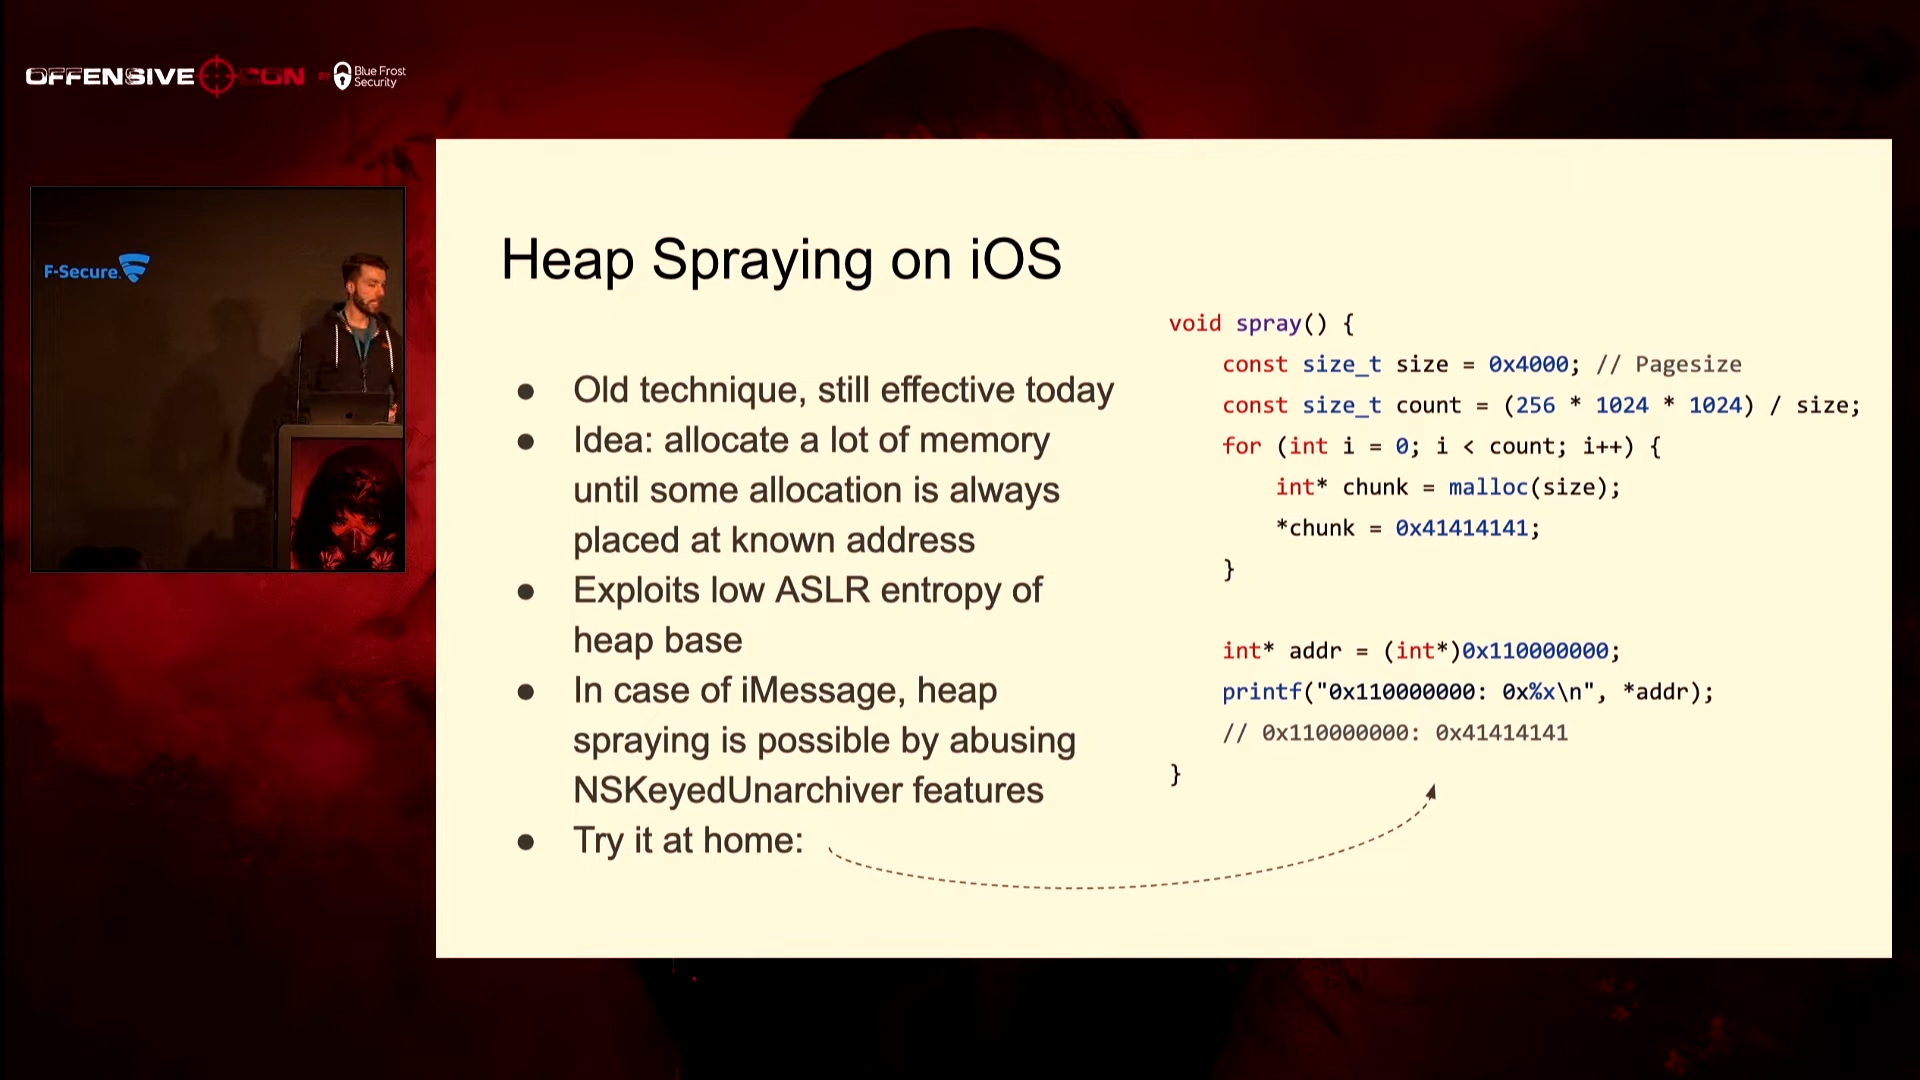 OFFENSIVE CON BY Blue Frost
Security
F-Secure.
Heap Spraying on iOS
● Old technique, still effective today
● Idea: allocate a lot of memory
until some allocation is always
placed at known address
● Exploits low ASLR entropy of
heap base
● In case of iMessage, heap
spraying is possible by abusing
NSKeyedUnarchiver features
● Try it at home:
void spray() {
    const size_t size = 0x4000; // Pagesize
    const size_t count = (256 * 1024 * 1024) / size;
    for (int i = 0; i < count; i++) {
        int* chunk = malloc(size);
        *chunk = 0x41414141;
    }
    int* addr = (int*)0x110000000;
    printf("0x110000000: 0x%x\n", *addr);
    // 0x110000000: 0x41414141
}